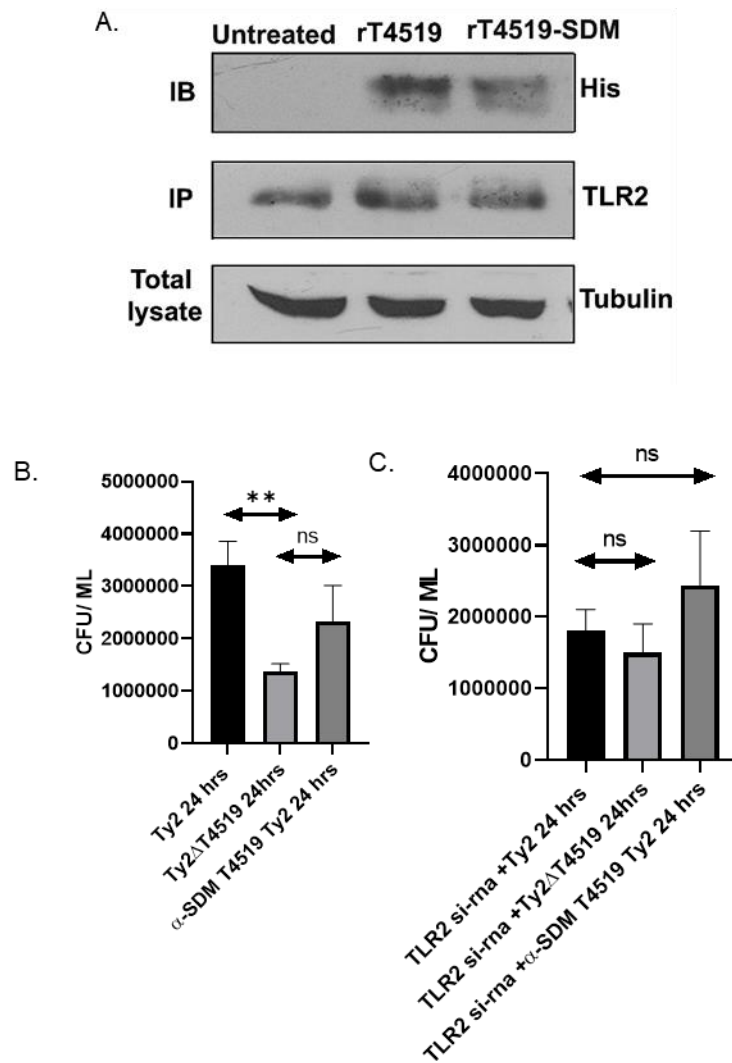 A.
Untreated rT4519 rT4519-SDM
IB His
IP TLR2
Total
lysate
Tubulin
B.
CFU/ ML
5000000
4000000
3000000
2000000
1000000
0
**
ns
Ty2 24 hrs
Ty2ΔT4519 24hrs
α-SDM T4519 Ty2 24 hrs
C.
CFU/ ML
4000000
3000000
2000000
1000000
0
ns
ns
TLR2 si-rna +Ty2 24 hrs
TLR2 si-rna +Ty2ΔT4519 24hrs
TLR2 si-rna +α-SDM T4519 Ty2 24 hrs